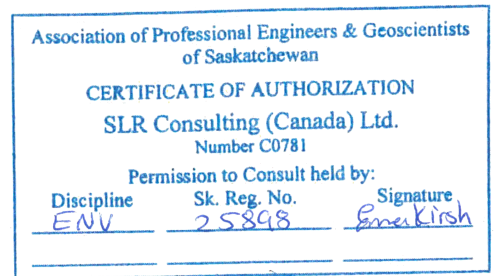 Association of Professional Engineers & Geoscientists
of Saskatchewan
CERTIFICATE OF AUTHORIZATION
SLR Consulting (Canada) Ltd.
Number C0781
Permission to Consult held by:
Discipline Sk. Reg. No. Signature
ENV 25898